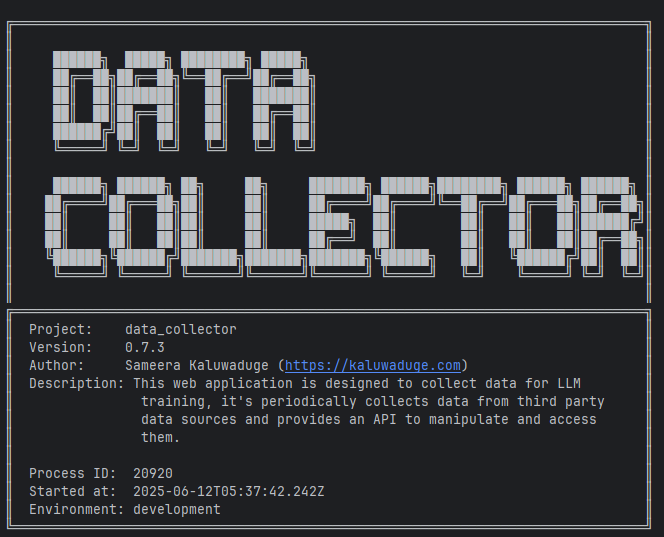 DATA
COLLECTOR
Project: data_collector
Version: 0.7.3
Author: Sameera Kaluwaduge (https://kaluwaduge.com)
Description: This web application is designed to collect data for LLM
training, it's periodically collects data from third party
data sources and provides an API to manipulate and access
them.
Process ID: 20920
Started at: 2025-06-12T05:37:42.242Z
Environment: development